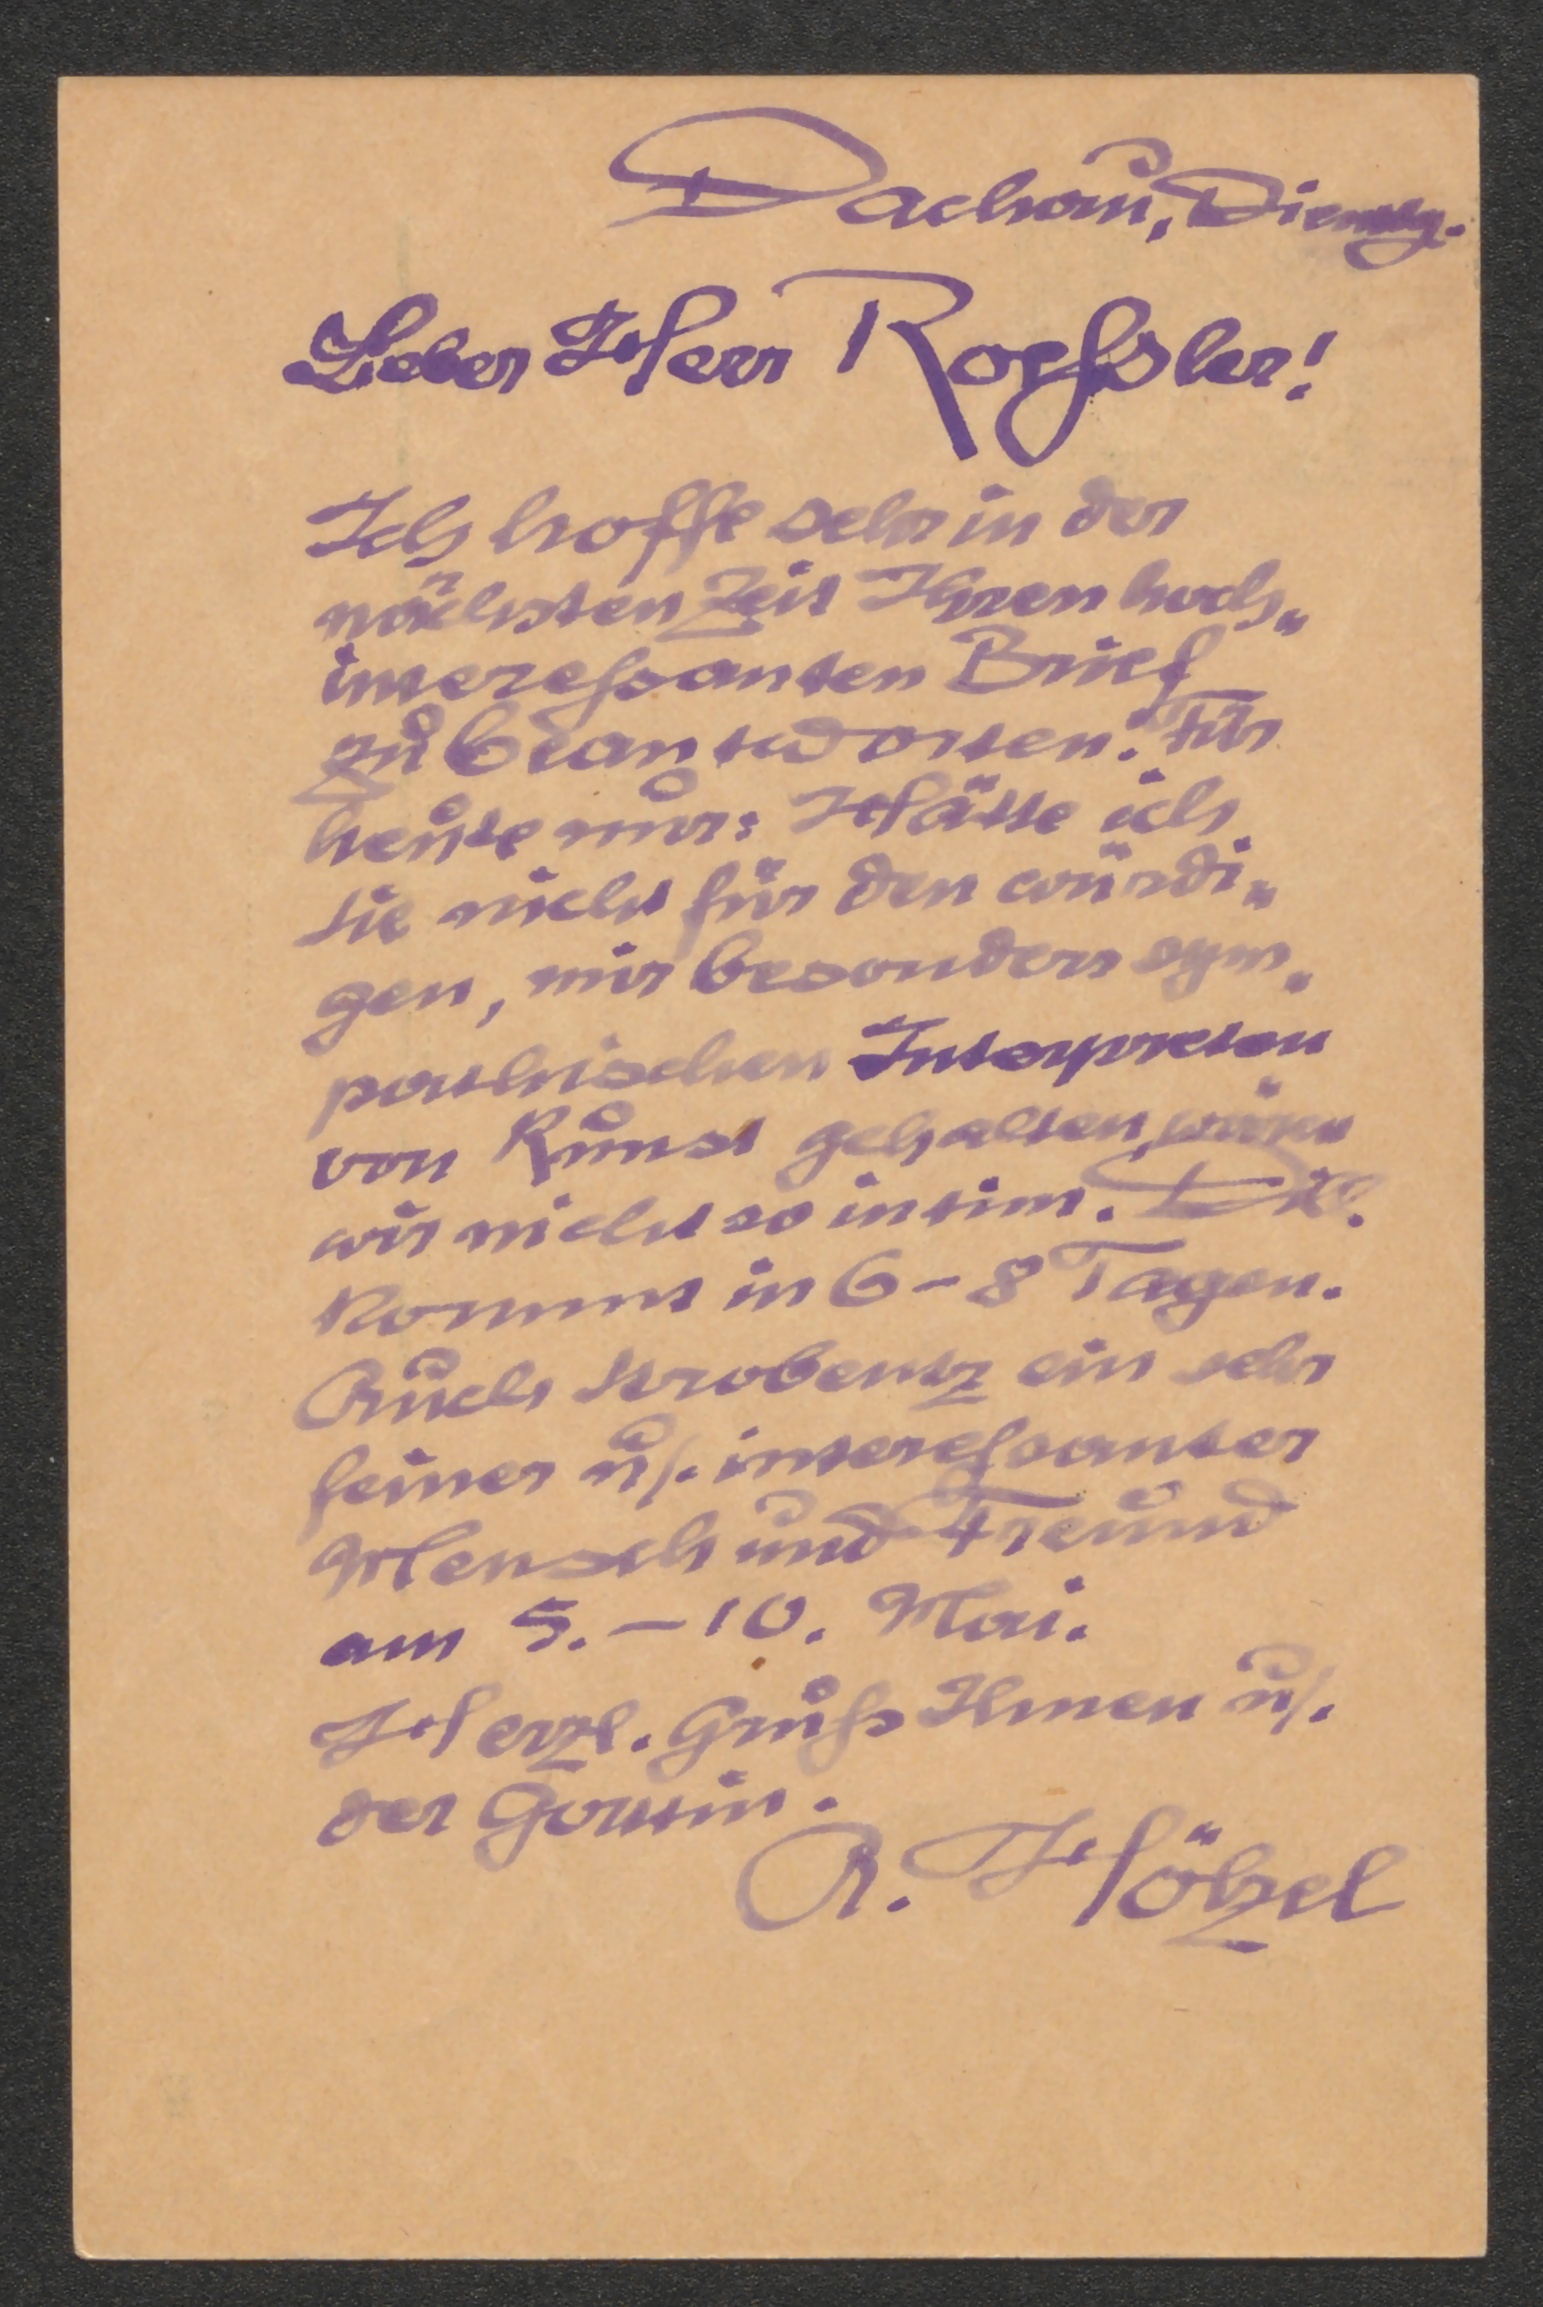 Dachau, Dienstg.
Lieber Herr Roeßler!
Ich hoffe sehr in der
nächsten Zeit Ihren hoch„
intereßanten Brief
zu beantworten. Für
heute nur: Hätte ich
Sie nicht für den würdi„
gen, mir besonders sym„
pathischen Interpreten
von Kunst gehalten, wären
wir nicht so intim.
Kommt in 6-8 Tagen.
Auch Strobentz ein sehr
feiner u/. intereßanter
Mensch und Freund
am 5.-10. Mai.
Herzl. Gruß Ihnen u/.
der Gattin.
A. Hölzel